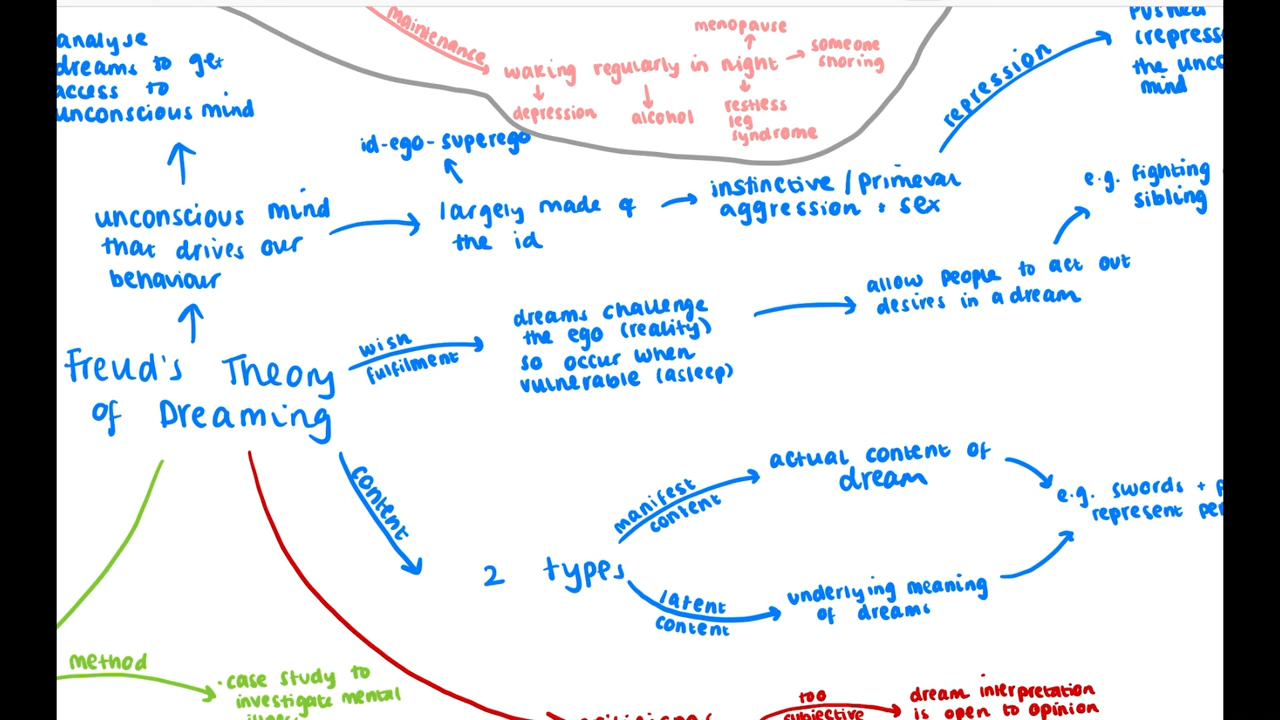 maintenance
menopause
waking regularly in night
someone
snoring
depression
alcohol
restless
leg
syndrome
analyse
dreams to get
access to
unconscious mind
id-ego-superego
repression
pushed
the
mind
unconscious mind
that drives our
behaviour
largely made of
the id
instinctive / primeval
aggression + sex
e.g. fighting
sibling
Freud's Theory
of Dreaming
wish
fulfilment
dreams challenge
the ego (reality)
so occur when
vulnerable (asleep)
allow people to act out
desires in a dream
content
2 types
manifest
content
actual content of
dream
latent
content
underlying meaning
of dreams
e.g. swords +
represent
method
· case study to
investigate mental
too
subjective
dream interpretation
is open to opinion